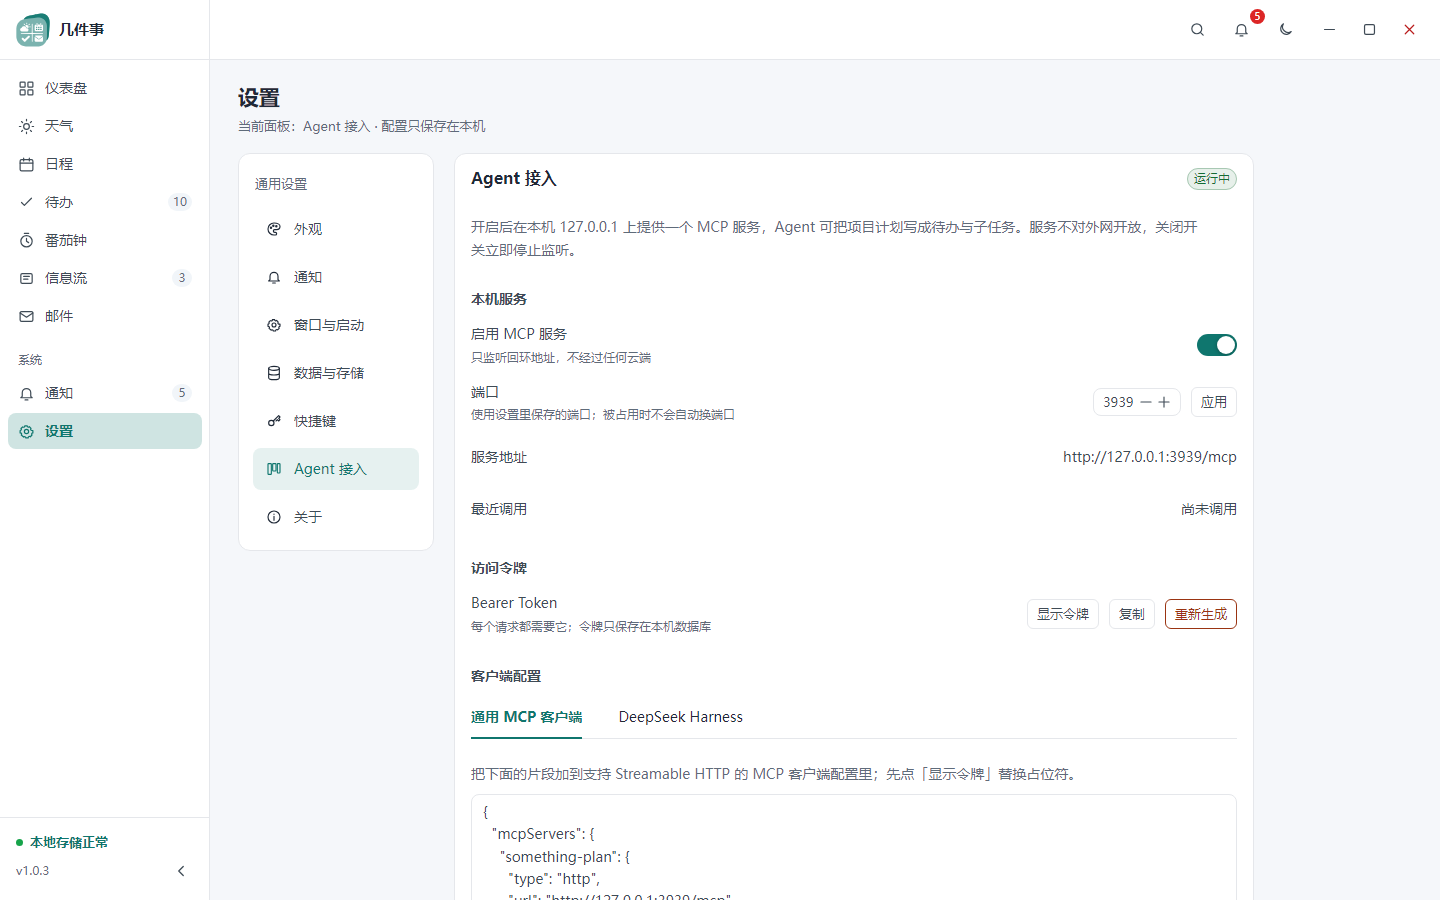 几件事
5
仪表盘
天气
日程
待办
10
番茄钟
信息流
3
邮件
系统
通知
5
设置
本地存储正常
v1.0.3
设置
当前面板：Agent 接入 · 配置只保存在本机
通用设置
外观
通知
窗口与启动
数据与存储
快捷键
Agent 接入
关于
Agent 接入
运行中
开启后在本机 127.0.0.1 上提供一个 MCP 服务，Agent 可把项目计划写成待办与子任务。服务不对外网开放，关闭开
关立即停止监听。
本机服务
启用 MCP 服务
只监听回环地址，不经过任何云端
端口
使用设置里保存的端口；被占用时不会自动换端口
3939
应用
服务地址
http://127.0.0.1:3939/mcp
最近调用
尚未调用
访问令牌
Bearer Token
每个请求都需要它；令牌只保存在本机数据库
显示令牌
复制
重新生成
客户端配置
通用 MCP 客户端
DeepSeek Harness
把下面的片段加到支持 Streamable HTTP 的 MCP 客户端配置里；先点「显示令牌」替换占位符。
{
"mcpServers": {
"something-plan": {
"type": "http",
"url": "http://127.0.0.1:3939/mcp",